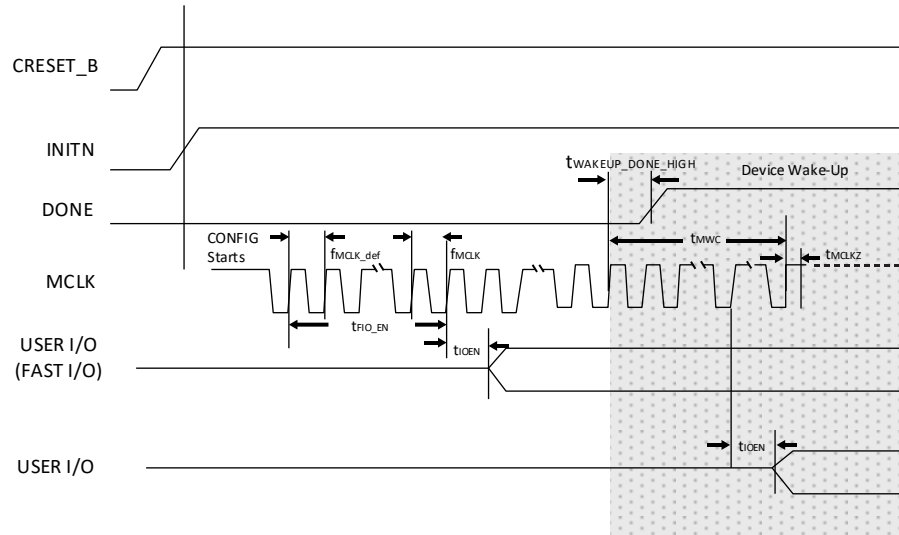 CRESET_B
INITN
tWAKEUP_DONE_HIGH
Device Wake-Up
DONE
CONFIG
Starts
fMCLK_def
fMCLK
tMWC
tMCLKZ
MCLK
tFIO_EN
USER I/O
(FAST I/O)
tIOEN
USER I/O
tIOEN